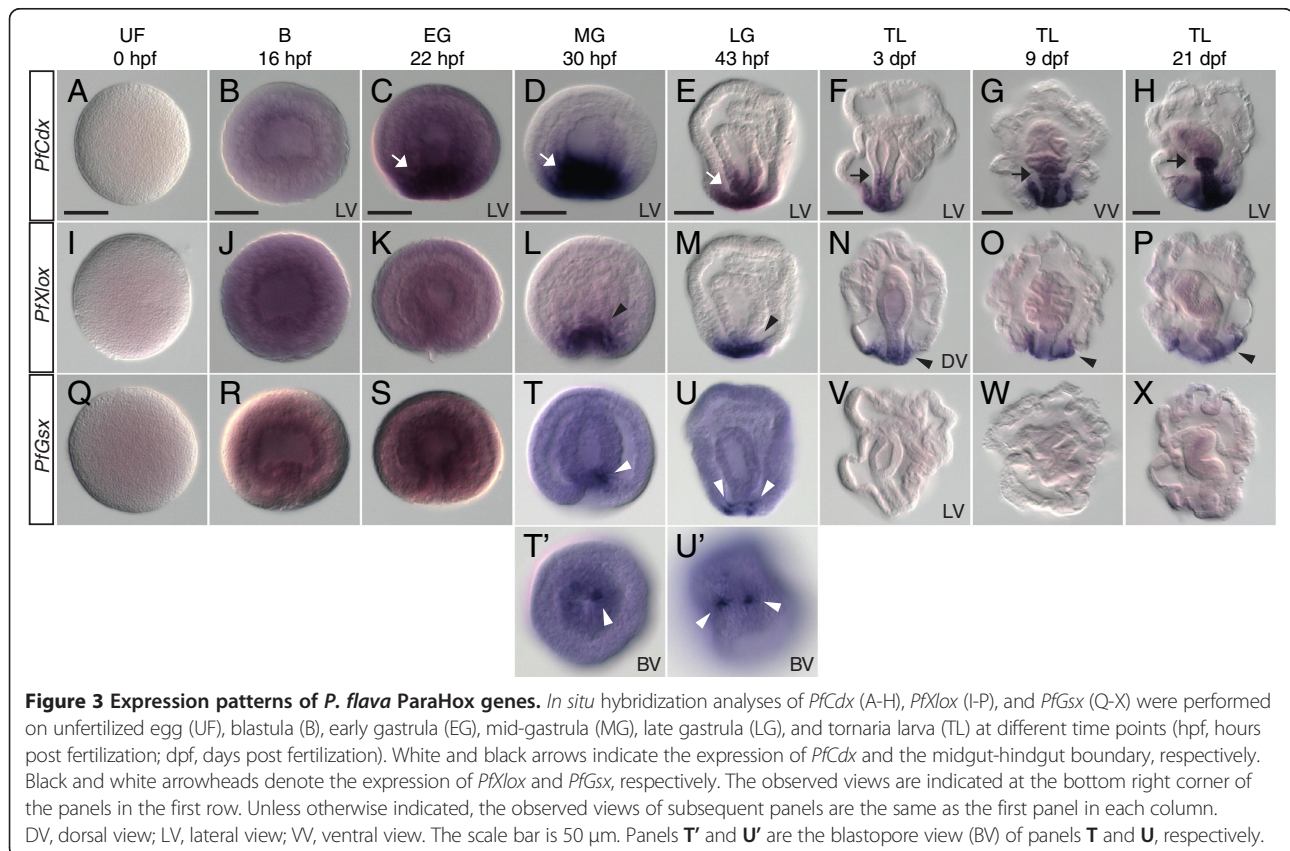 UF B EG MG LG TL TL TL
0 hpf 16 hpf 22 hpf 30 hpf 43 hpf 3 dpf 9 dpf 21 dpf
PfCdx
A B C D E F G H
LV LV LV LV LV VV LV
PfXlox
I J K L M N O P
DV
PfGsx
Q R S T U V W X
LV
T’ U’
BV BV
Figure 3 Expression patterns of P. flava ParaHox genes. In situ hybridization analyses of PfCdx (A-H), PfXlox (I-P), and PfGsx (Q-X) were performed
on unfertilized egg (UF), blastula (B), early gastrula (EG), mid-gastrula (MG), late gastrula (LG), and tornaria larva (TL) at different time points (hpf, hours
post fertilization; dpf, days post fertilization). White and black arrows indicate the expression of PfCdx and the midgut-hindgut boundary, respectively.
Black and white arrowheads denote the expression of PfXlox and PfGsx, respectively. The observed views are indicated at the bottom right corner of
the panels in the first row. Unless otherwise indicated, the observed views of subsequent panels are the same as the first panel in each column.
DV, dorsal view; LV, lateral view; VV, ventral view. The scale bar is 50 μm. Panels T’ and U’ are the blastopore view (BV) of panels T and U, respectively.